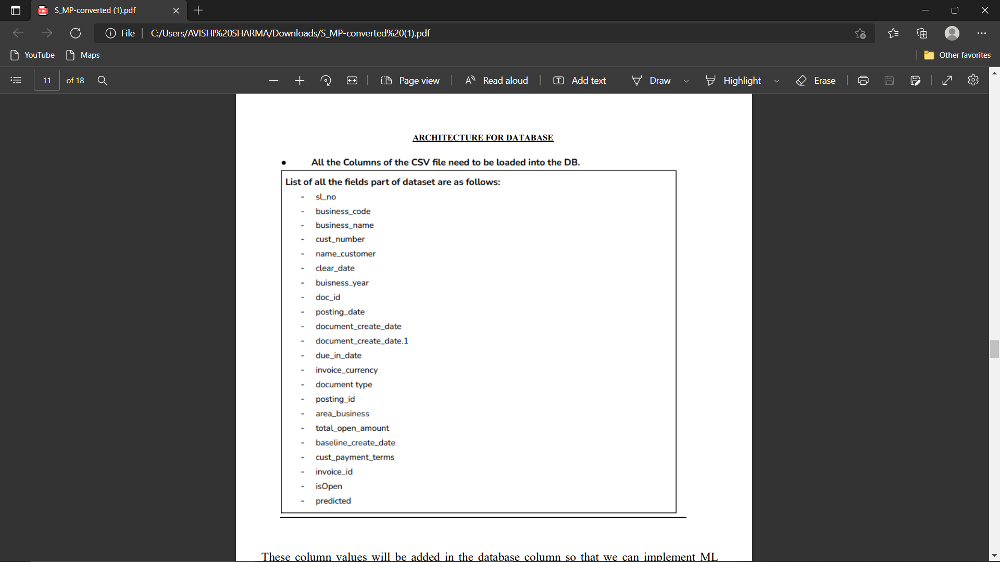 S_MP-converted (1).pdf
File
C:/Users/AVISHI%20SHARMA/Downloads/S_MP-converted%20(1).pdf
YouTube
Maps
Other favorites
11
of 18
Page view
Read aloud
Add text
Draw
Highlight
Erase
ARCHITECTURE FOR DATABASE
● All the Columns of the CSV file need to be loaded into the DB.
List of all the fields part of dataset are as follows:
- sl_no
- business_code
- business_name
- cust_number
- name_customer
- clear_date
- buisness_year
- doc_id
- posting_date
- document_create_date
- document_create_date.1
- due_in_date
- invoice_currency
- document type
- posting_id
- area_business
- total_open_amount
- baseline_create_date
- cust_payment_terms
- invoice_id
- isOpen
- predicted
These column values will be added in the database column so that we can implement ML